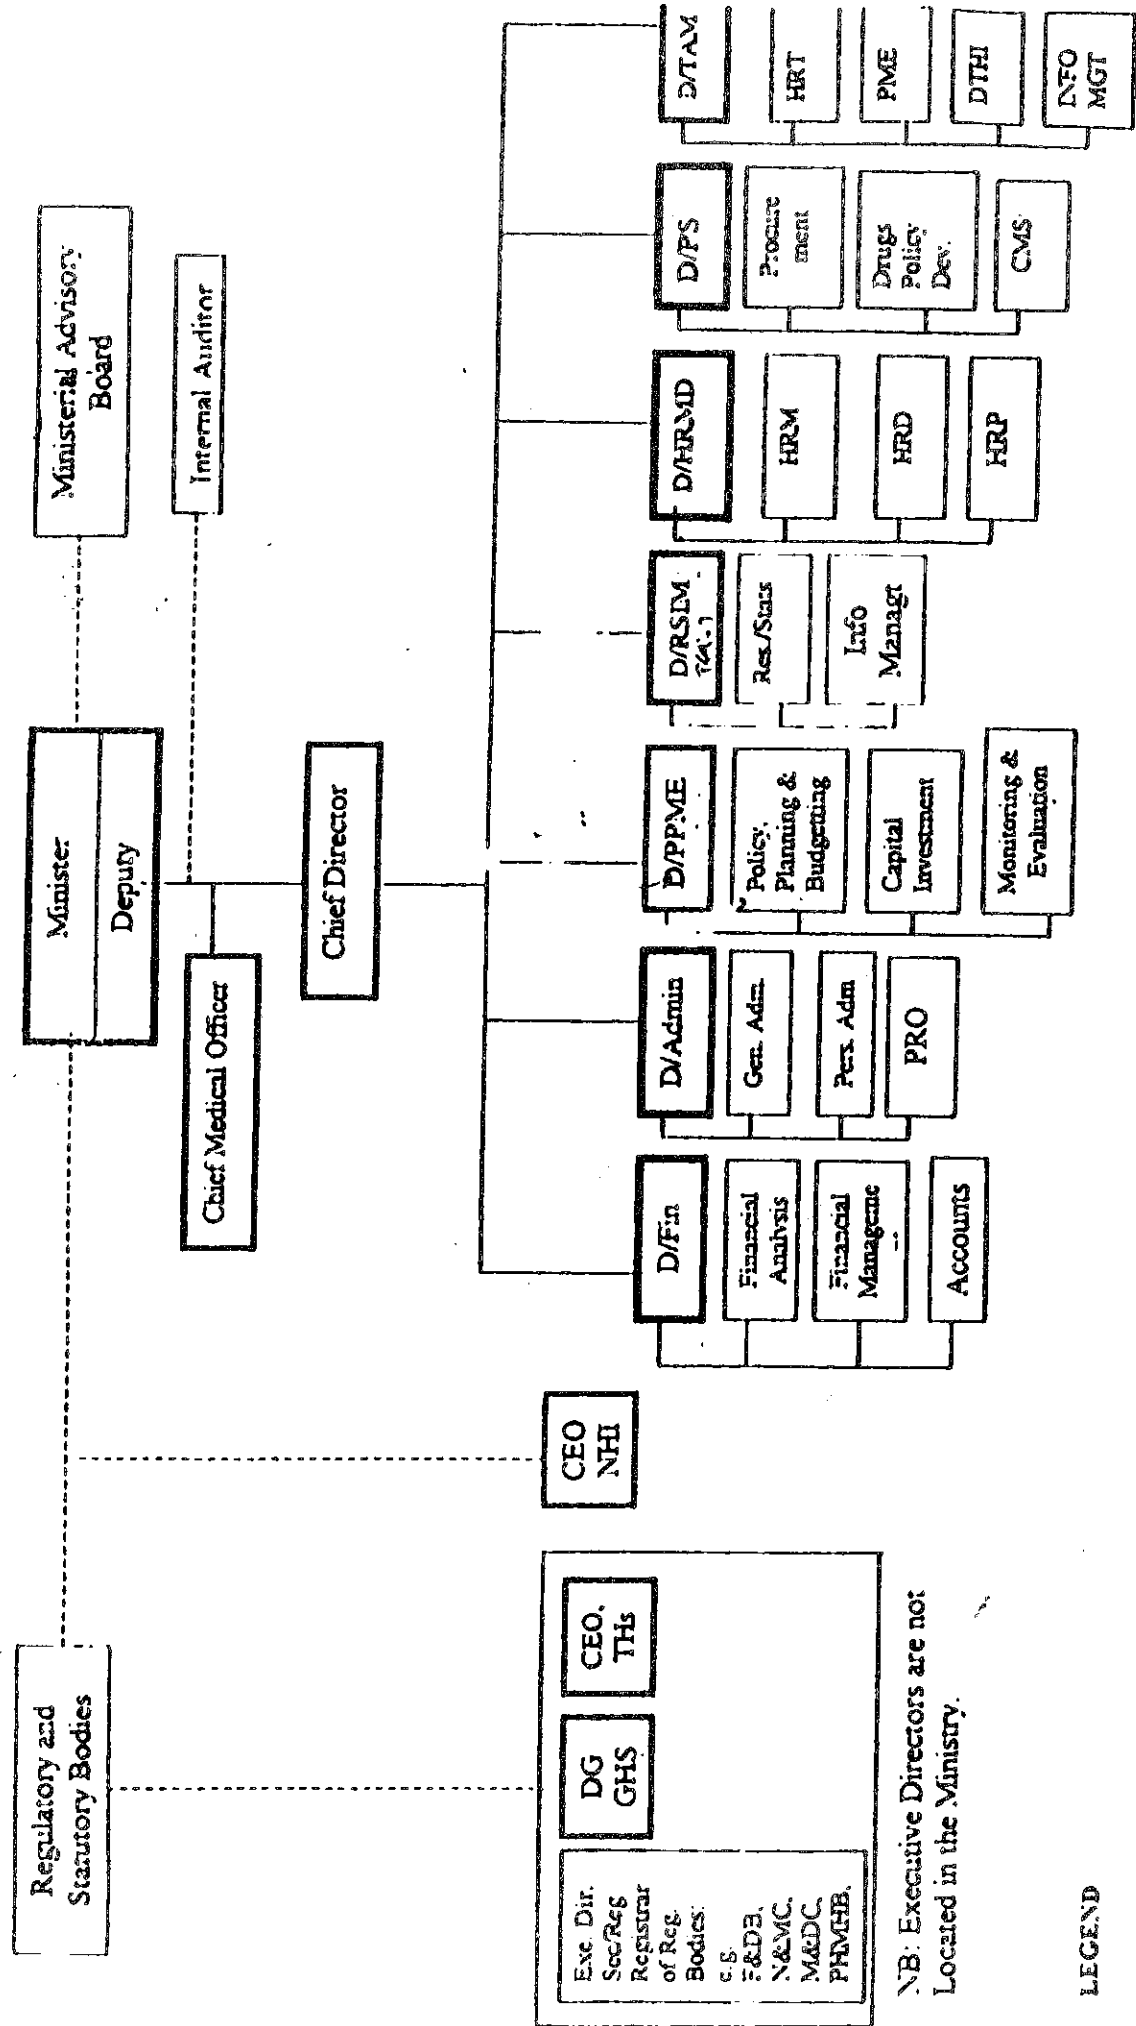 Regulatory and
Statutory Bodies
Minister
Deputy
Ministerial Advisory
Board
Internal Auditor
Chief Medical Officer
Chief Director
CEO
NHI
Exe. Dir.
Sec/Reg
Registrar
of Reg.
Bodies:
e.g.
F&DB,
N&MC,
M&DC,
PHMHB.
DG
GHS
CEO,
THs
D/Fin
Financial
Analysis
Financial
Manageme
Accounts
D/Admin
Gen. Adm.
Pers. Adm
PRO
D/PPME
Policy,
Planning &
Budgetting
Capital
Investment
Monitoring &
Evaluation
D/RSIM
Res./Stats
Info
Managt
D/HRMD
HRM
HRD
HRP
D/PS
Procure
ment
Drugs
Policy
Dev.
CMS
D/TAM
HRT
PME
DTHI
INFO
MGT
NB: Executive Directors are not
Located in the Ministry.
LEGEND